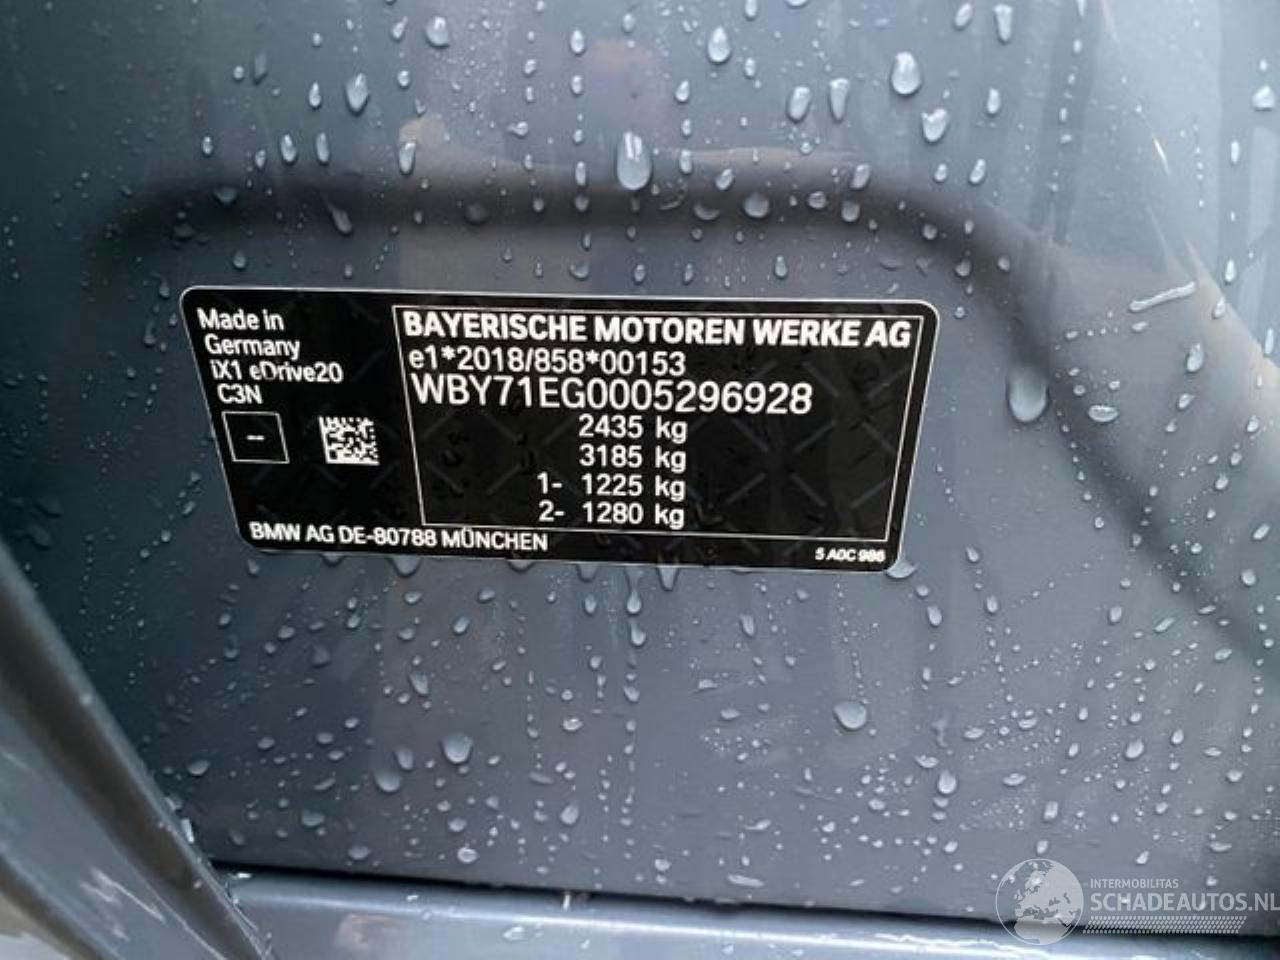 Made in
Germany
iX1 eDrive20
C3N
--
BAYERISCHE MOTOREN WERKE AG
e1*2018/858*00153
WBY71EG0005296928
2435 kg
3185 kg
1- 1225 kg
2- 1280 kg
BMW AG DE-80788 MÜNCHEN
5 A0C 986
INTERMOBILITAS
SCHADEAUTOS.NL